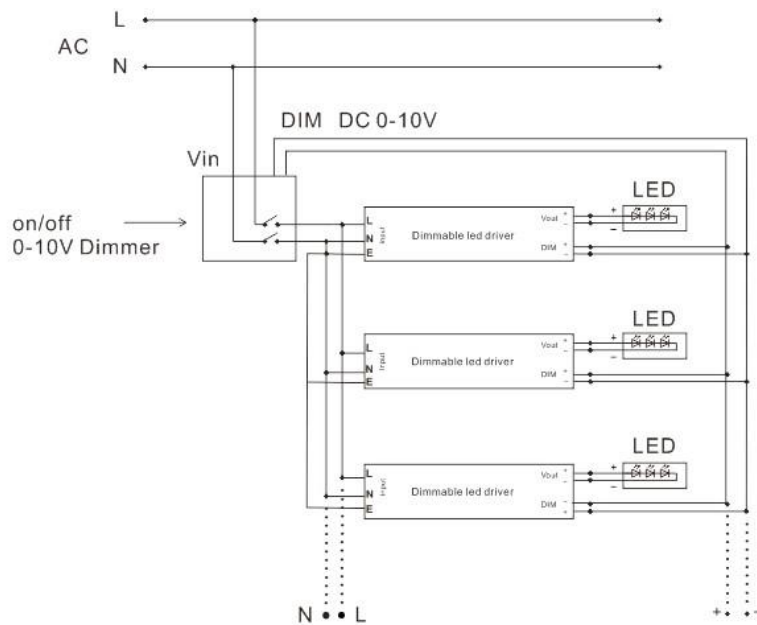 L
AC
N
DIM DC 0-10V
Vin
LED
on/off
0-10V Dimmer
L
N
E
Input
Dimmable led driver
Vout + −
DIM + −
+
−
LED
L
N
E
Input
Dimmable led driver
Vout + −
DIM + −
+
−
LED
L
N
E
Input
Dimmable led driver
Vout + −
DIM − +
+
−
N L
+ -